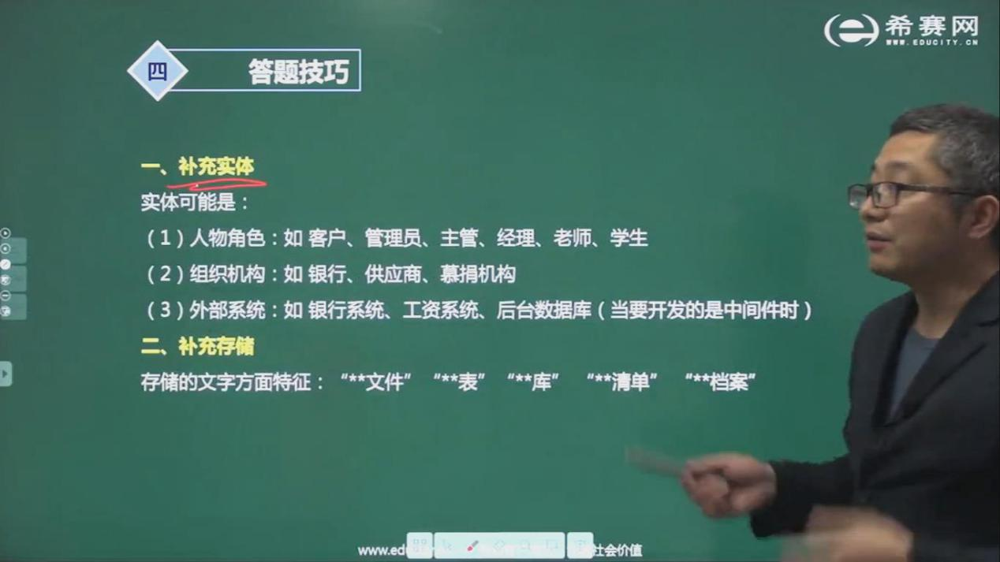 希赛网
WWW.EDUCITY.CN
四
答题技巧
一、补充实体
实体可能是：
（1）人物角色：如 客户、管理员、主管、经理、老师、学生
（2）组织机构：如 银行、供应商、慕捐机构
（3）外部系统：如 银行系统、工资系统、后台数据库（当要开发的是中间件时）
二、补充存储
存储的文字方面特征： “**文件” “**表” “**库” “**清单” “**档案”
社会价值